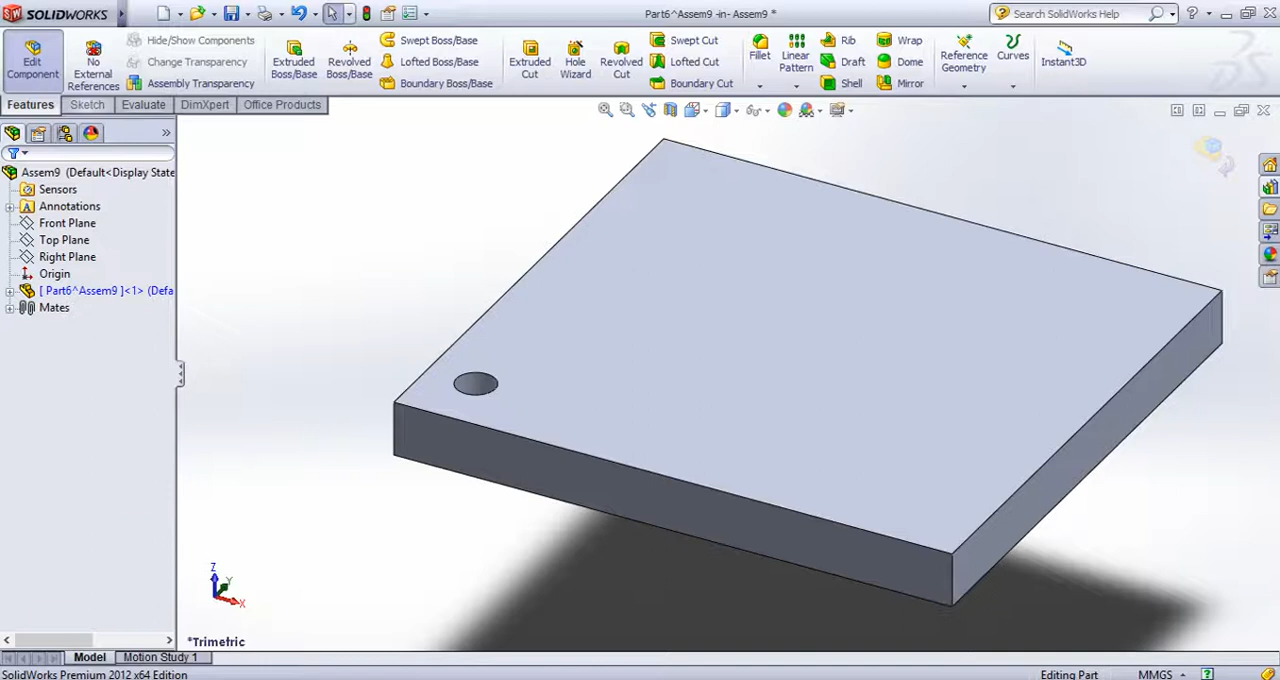 SOLIDWORKS
Part6^Assem9 -in- Assem9 *
Search SolidWorks Help
Edit Component
No External References
Hide/Show Components
Change Transparency
Assembly Transparency
Extruded Boss/Base
Revolved Boss/Base
Swept Boss/Base
Lofted Boss/Base
Boundary Boss/Base
Extruded Cut
Hole Wizard
Revolved Cut
Swept Cut
Lofted Cut
Boundary Cut
Fillet
Linear Pattern
Rib
Draft
Shell
Wrap
Dome
Mirror
Reference Geometry
Curves
Instant3D
Features
Sketch
Evaluate
DimXpert
Office Products
Assem9 (Default<Display State
Sensors
Annotations
Front Plane
Top Plane
Right Plane
Origin
[ Part6^Assem9 ]<1> (Defa
Mates
Z
Y
X
*Trimetric
Model
Motion Study 1
SolidWorks Premium 2012 x64 Edition
Editing Part
MMGS